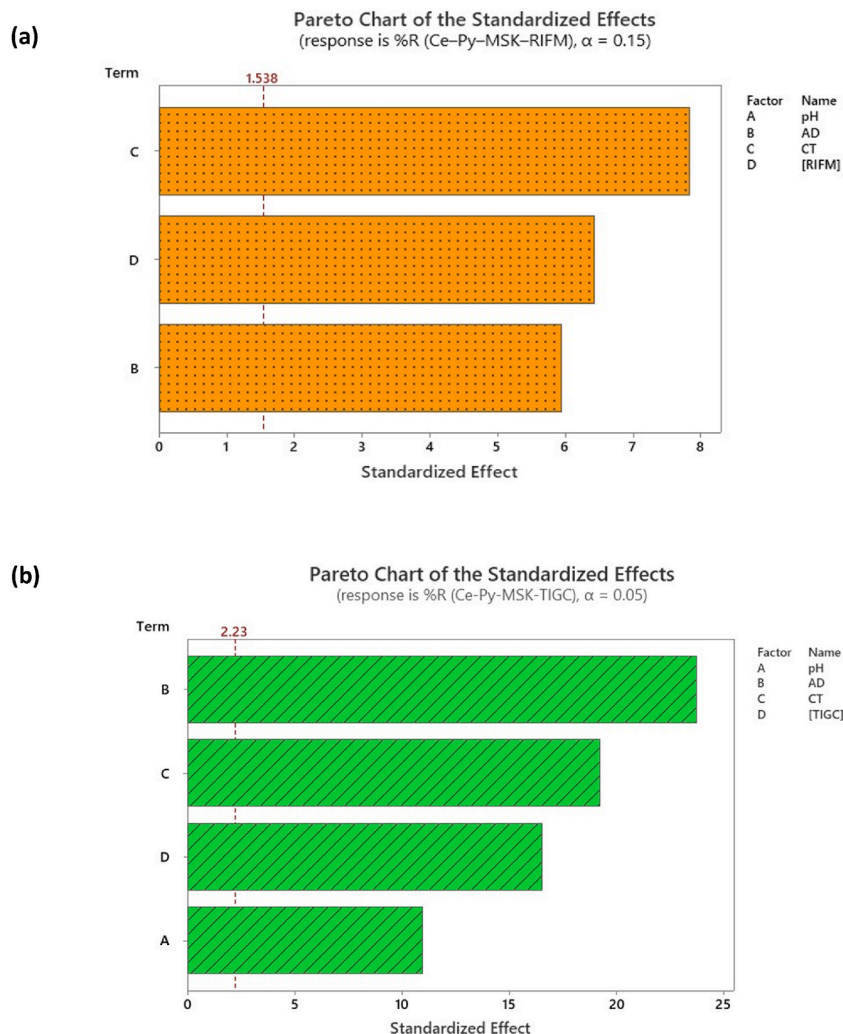 (a)
Pareto Chart of the Standardized Effects
(response is %R (Ce–Py–MSK–RIFM), α = 0.15)
Term
1.538
C
D
B
0 1 2 3 4 5 6 7 8
Standardized Effect
Factor Name
A pH
B AD
C CT
D [RIFM]
(b)
Pareto Chart of the Standardized Effects
(response is %R (Ce-Py-MSK-TIGC), α = 0.05)
Term
2.23
B
C
D
A
0 5 10 15 20 25
Standardized Effect
Factor Name
A pH
B AD
C CT
D [TIGC]